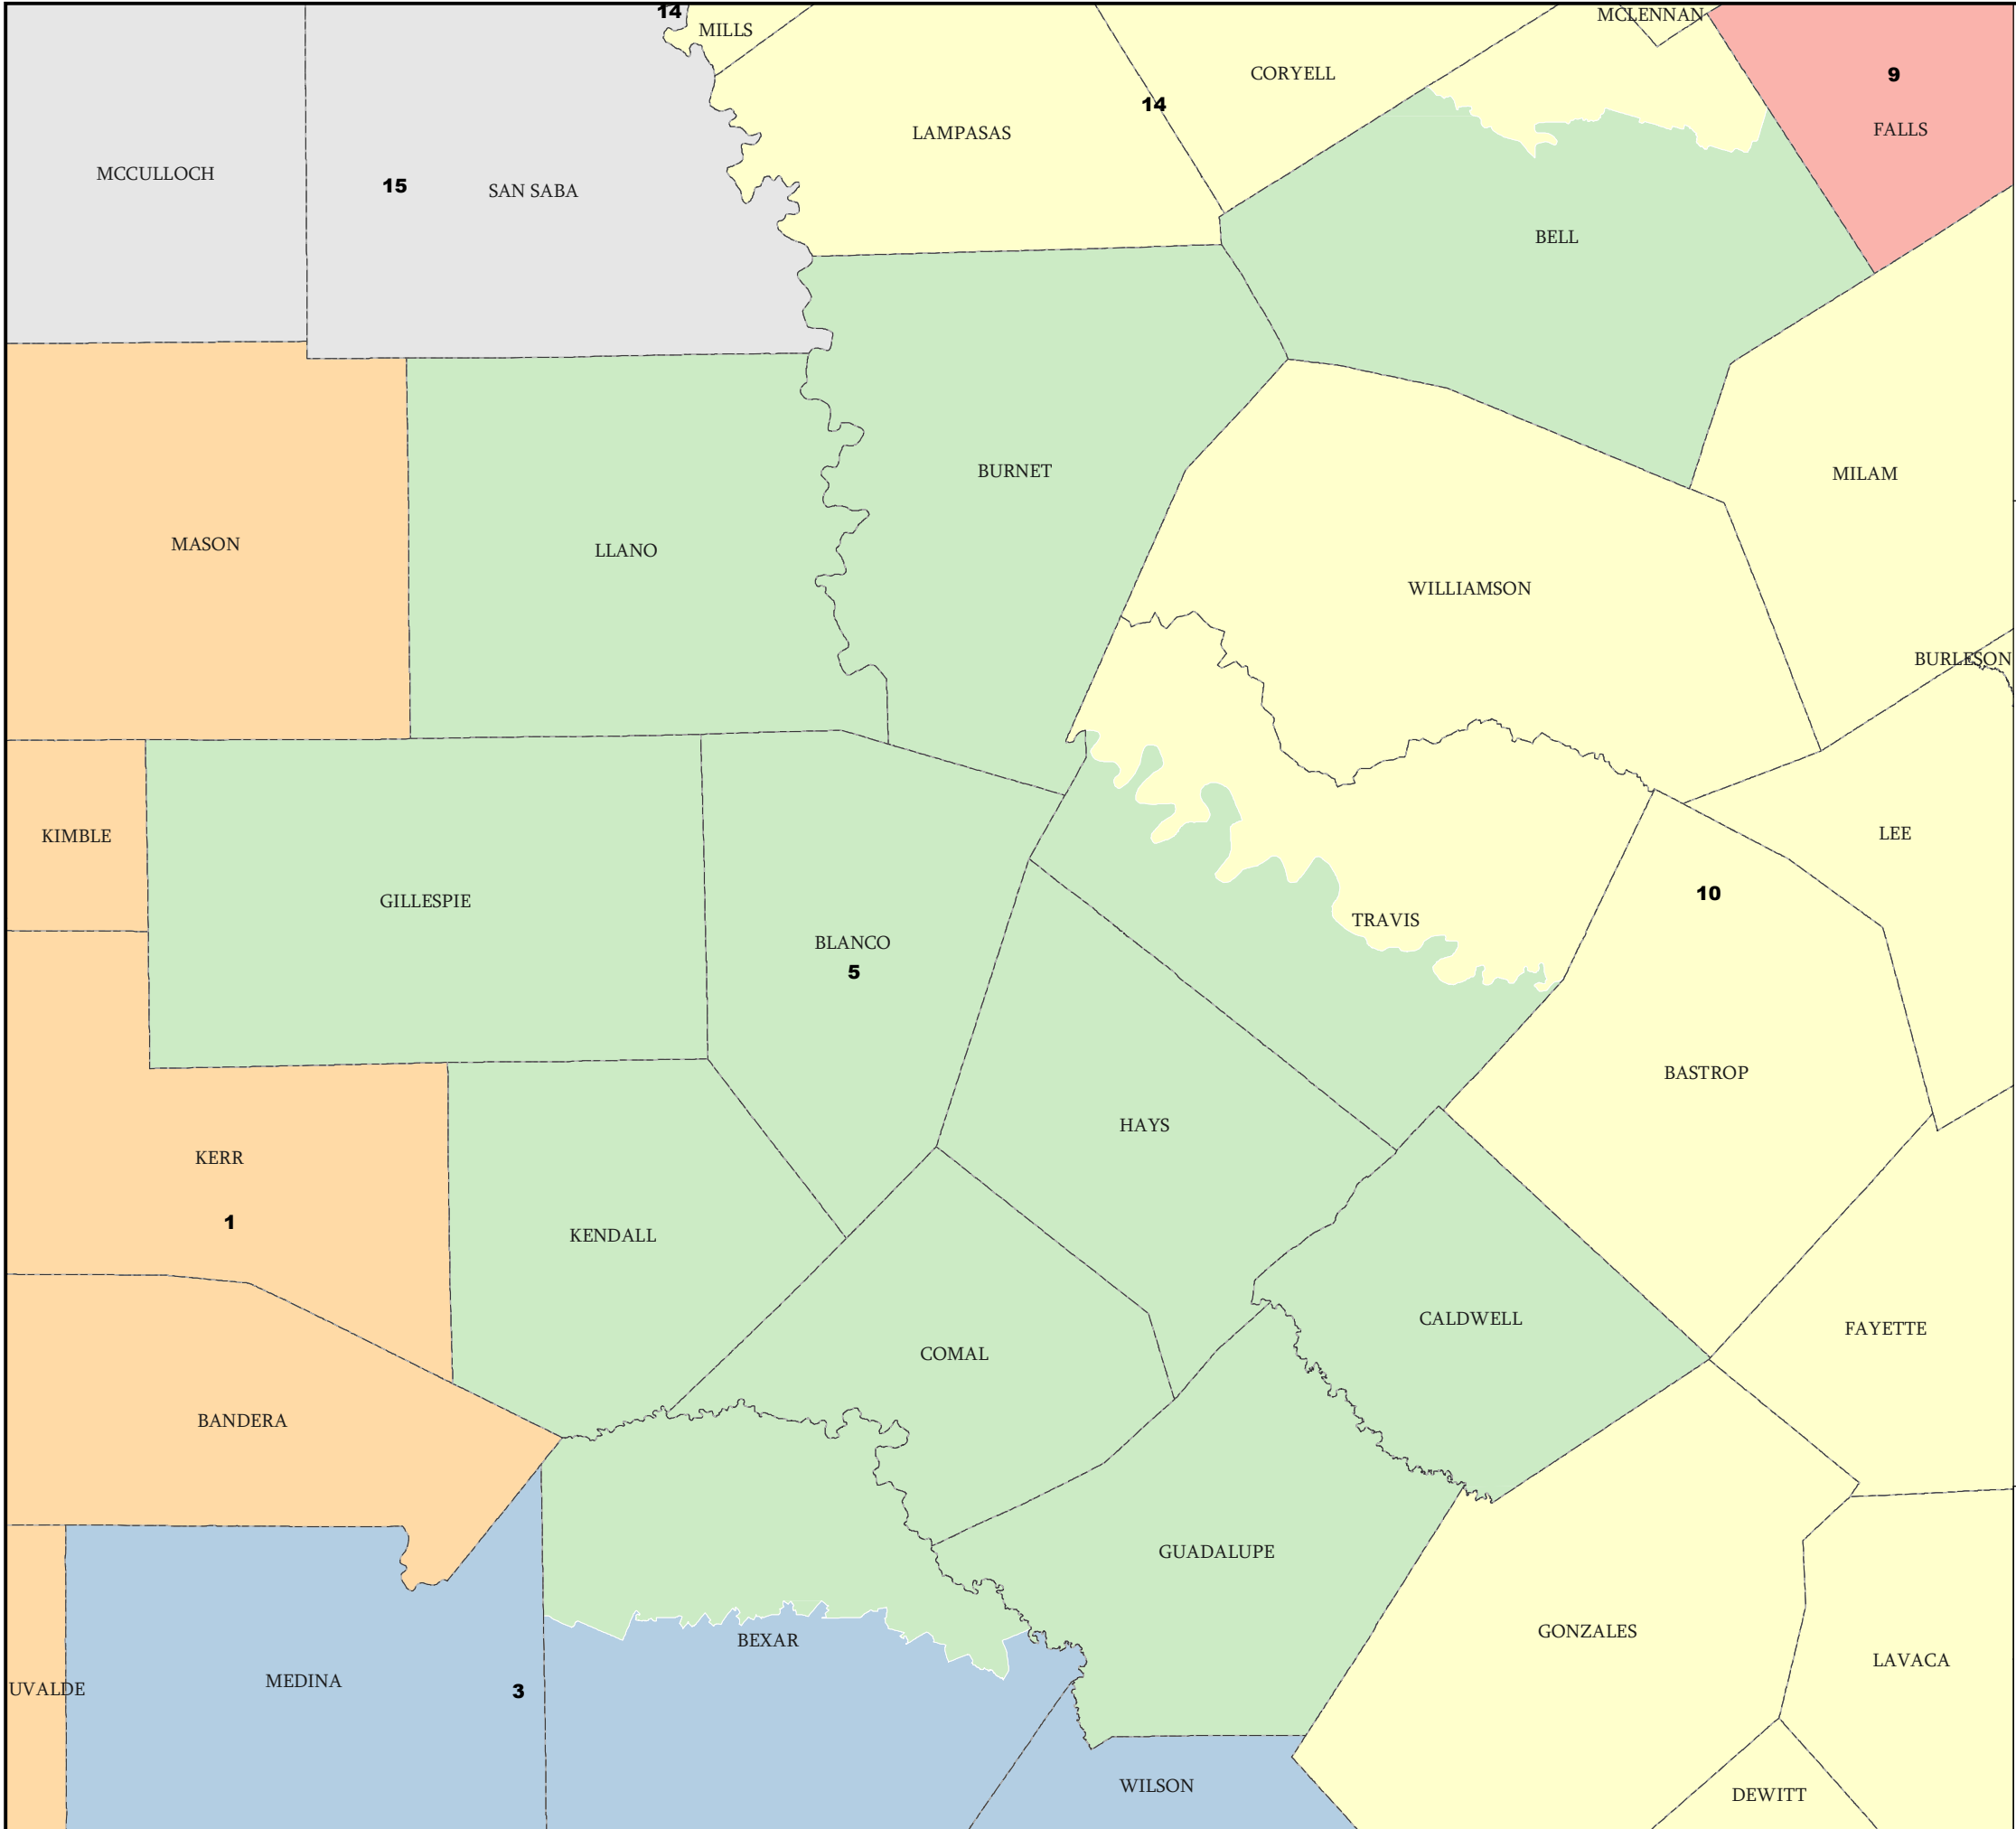 14
MCLENNAN
MILLS
CORYELL
9
14
FALLS
LAMPASAS
MCCULLOCH
15
SAN SABA
BELL
BURNET
MILAM
MASON
LLANO
WILLIAMSON
BURLESON
KIMBLE
LEE
10
GILLESPIE
TRAVIS
BLANCO
5
BASTROP
HAYS
KERR
1
KENDALL
CALDWELL
FAYETTE
COMAL
BANDERA
GUADALUPE
GONZALES
BEXAR
LAVACA
MEDINA
UVALDE
3
WILSON
DEWITT